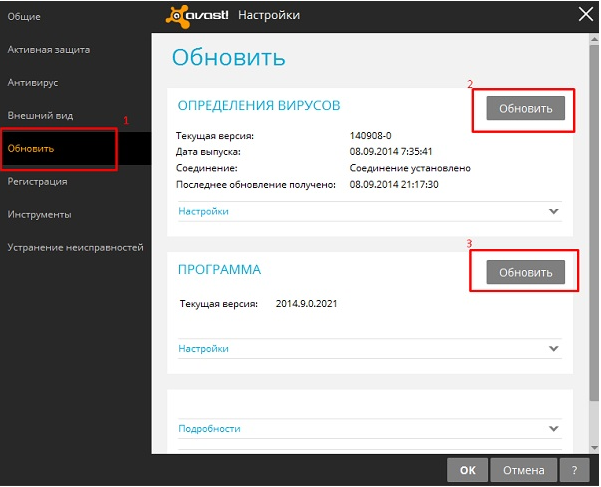 Общие
Активная защита
Антивирус
Внешний вид
1
Обновить
Регистрация
Инструменты
Устранение неисправностей
avast! Настройки
Обновить
2
ОПРЕДЕЛЕНИЯ ВИРУСОВ Обновить
Текущая версия: 140908-0
Дата выпуска: 08.09.2014 7:35:41
Соединение: Соединение установлено
Последнее обновление получено: 08.09.2014 21:17:30
Настройки
3
ПРОГРАММА Обновить
Текущая версия: 2014.9.0.2021
Настройки
Подробности
ОК Отмена ?